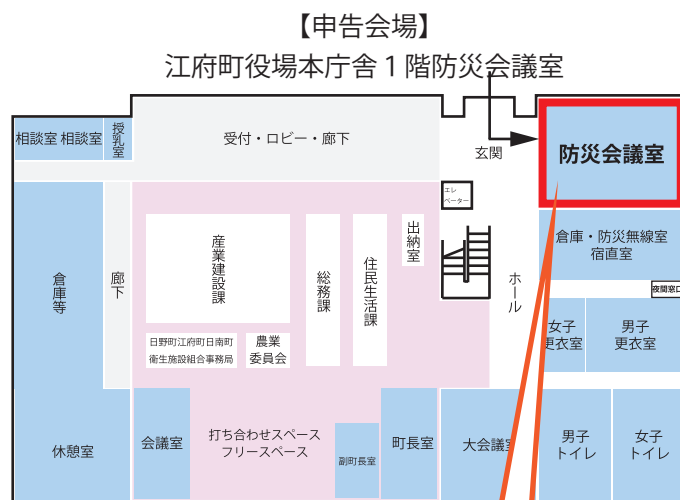 【申告会場】
江府町役場本庁舎1階防災会議室
相談室 相談室
授乳室
受付・ロビー・廊下
玄関
防災会議室
エレベーター
倉庫・防災無線室
宿直室
夜間窓口
産業建設課
総務課
住民生活課
出納室
倉庫等
廊下
ホール
女子
更衣室
男子
更衣室
日野町江府町日南町
衛生施設組合事務局
農業
委員会
休憩室
会議室
打ち合わせスペース
フリースペース
副町長室
町長室
大会議室
男子
トイレ
女子
トイレ